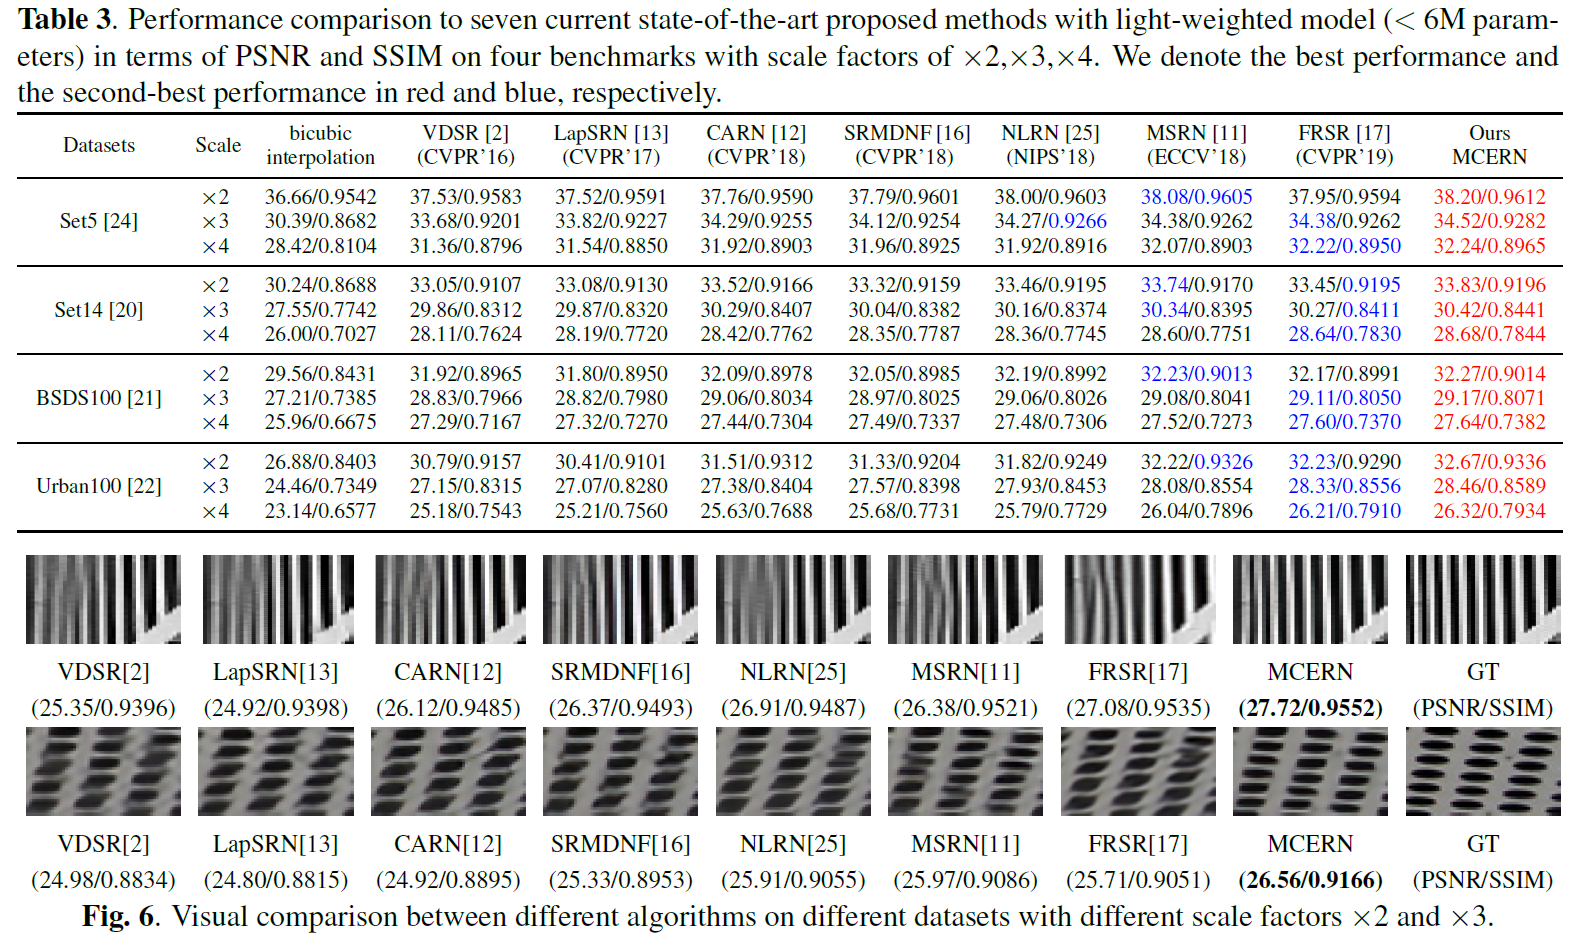 Table 3. Performance comparison to seven current state-of-the-art proposed methods with light-weighted model (< 6M param-
eters) in terms of PSNR and SSIM on four benchmarks with scale factors of ×2,×3,×4. We denote the best performance and
the second-best performance in red and blue, respectively.
Datasets Scale bicubic interpolation VDSR [2] (CVPR'16) LapSRN [13] (CVPR'17) CARN [12] (CVPR'18) SRMDNF [16] (CVPR'18) NLRN [25] (NIPS'18) MSRN [11] (ECCV'18) FRSR [17] (CVPR'19) Ours MCERN
Set5 [24] ×2 36.66/0.9542 37.53/0.9583 37.52/0.9591 37.76/0.9590 37.79/0.9601 38.00/0.9603 38.08/0.9605 37.95/0.9594 38.20/0.9612
×3 30.39/0.8682 33.68/0.9201 33.82/0.9227 34.29/0.9255 34.12/0.9254 34.27/0.9266 34.38/0.9262 34.38/0.9262 34.52/0.9282
×4 28.42/0.8104 31.36/0.8796 31.54/0.8850 31.92/0.8903 31.96/0.8925 31.92/0.8916 32.07/0.8903 32.22/0.8950 32.24/0.8965
Set14 [20] ×2 30.24/0.8688 33.05/0.9107 33.08/0.9130 33.52/0.9166 33.32/0.9159 33.46/0.9195 33.74/0.9170 33.45/0.9195 33.83/0.9196
×3 27.55/0.7742 29.86/0.8312 29.87/0.8320 30.29/0.8407 30.04/0.8382 30.16/0.8374 30.34/0.8395 30.27/0.8411 30.42/0.8441
×4 26.00/0.7027 28.11/0.7624 28.19/0.7720 28.42/0.7762 28.35/0.7787 28.36/0.7745 28.60/0.7751 28.64/0.7830 28.68/0.7844
BSDS100 [21] ×2 29.56/0.8431 31.92/0.8965 31.80/0.8950 32.09/0.8978 32.05/0.8985 32.19/0.8992 32.23/0.9013 32.17/0.8991 32.27/0.9014
×3 27.21/0.7385 28.83/0.7966 28.82/0.7980 29.06/0.8034 28.97/0.8025 29.06/0.8026 29.08/0.8041 29.11/0.8050 29.17/0.8071
×4 25.96/0.6675 27.29/0.7167 27.32/0.7270 27.44/0.7304 27.49/0.7337 27.48/0.7306 27.52/0.7273 27.60/0.7370 27.64/0.7382
Urban100 [22] ×2 26.88/0.8403 30.79/0.9157 30.41/0.9101 31.51/0.9312 31.33/0.9204 31.82/0.9249 32.22/0.9326 32.23/0.9290 32.67/0.9336
×3 24.46/0.7349 27.15/0.8315 27.07/0.8280 27.38/0.8404 27.57/0.8398 27.93/0.8453 28.08/0.8554 28.33/0.8556 28.46/0.8589
×4 23.14/0.6577 25.18/0.7543 25.21/0.7560 25.63/0.7688 25.68/0.7731 25.79/0.7729 26.04/0.7896 26.21/0.7910 26.32/0.7934
VDSR[2] LapSRN[13] CARN[12] SRMDNF[16] NLRN[25] MSRN[11] FRSR[17] MCERN GT
(25.35/0.9396) (24.92/0.9398) (26.12/0.9485) (26.37/0.9493) (26.91/0.9487) (26.38/0.9521) (27.08/0.9535) (27.72/0.9552) (PSNR/SSIM)
VDSR[2] LapSRN[13] CARN[12] SRMDNF[16] NLRN[25] MSRN[11] FRSR[17] MCERN GT
(24.98/0.8834) (24.80/0.8815) (24.92/0.8895) (25.33/0.8953) (25.91/0.9055) (25.97/0.9086) (25.71/0.9051) (26.56/0.9166) (PSNR/SSIM)
Fig. 6. Visual comparison between different algorithms on different datasets with different scale factors ×2 and ×3.